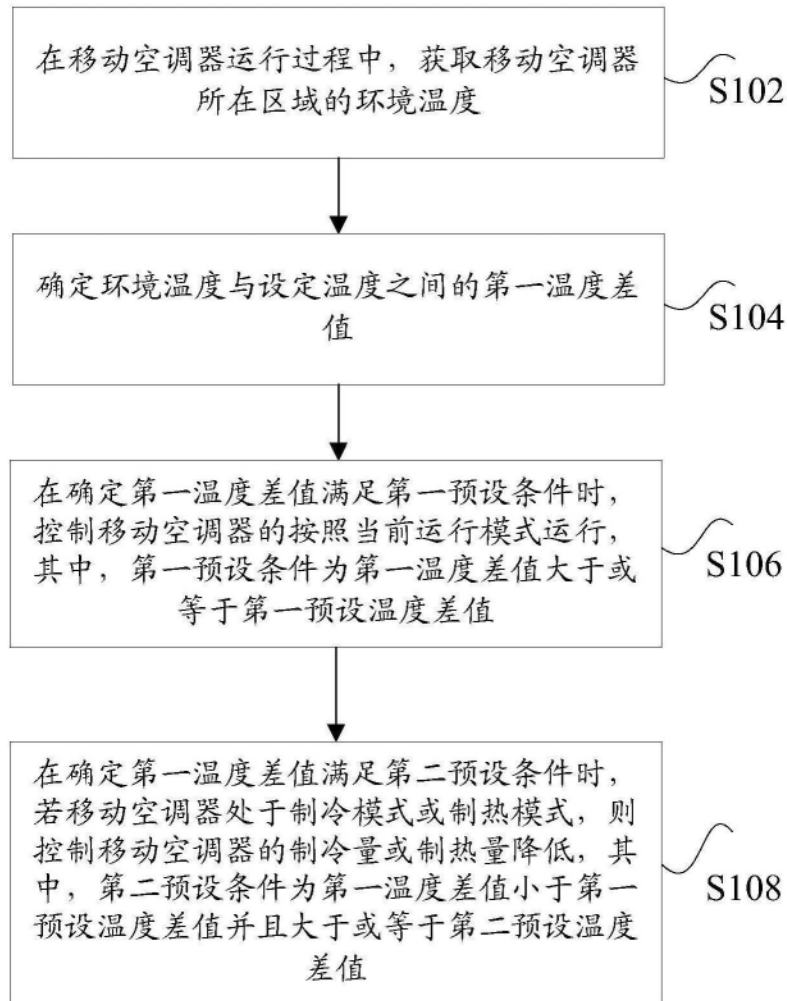 在移动空调器运行过程中，获取移动空调器
所在区域的环境温度
S102
确定环境温度与设定温度之间的第一温度差
值
S104
在确定第一温度差值满足第一预设条件时，
控制移动空调器的按照当前运行模式运行，
其中，第一预设条件为第一温度差值大于或
等于第一预设温度差值
S106
在确定第一温度差值满足第二预设条件时，
若移动空调器处于制冷模式或制热模式，则
控制移动空调器的制冷量或制热量降低，其
中，第二预设条件为第一温度差值小于第一
预设温度差值并且大于或等于第二预设温度
差值
S108